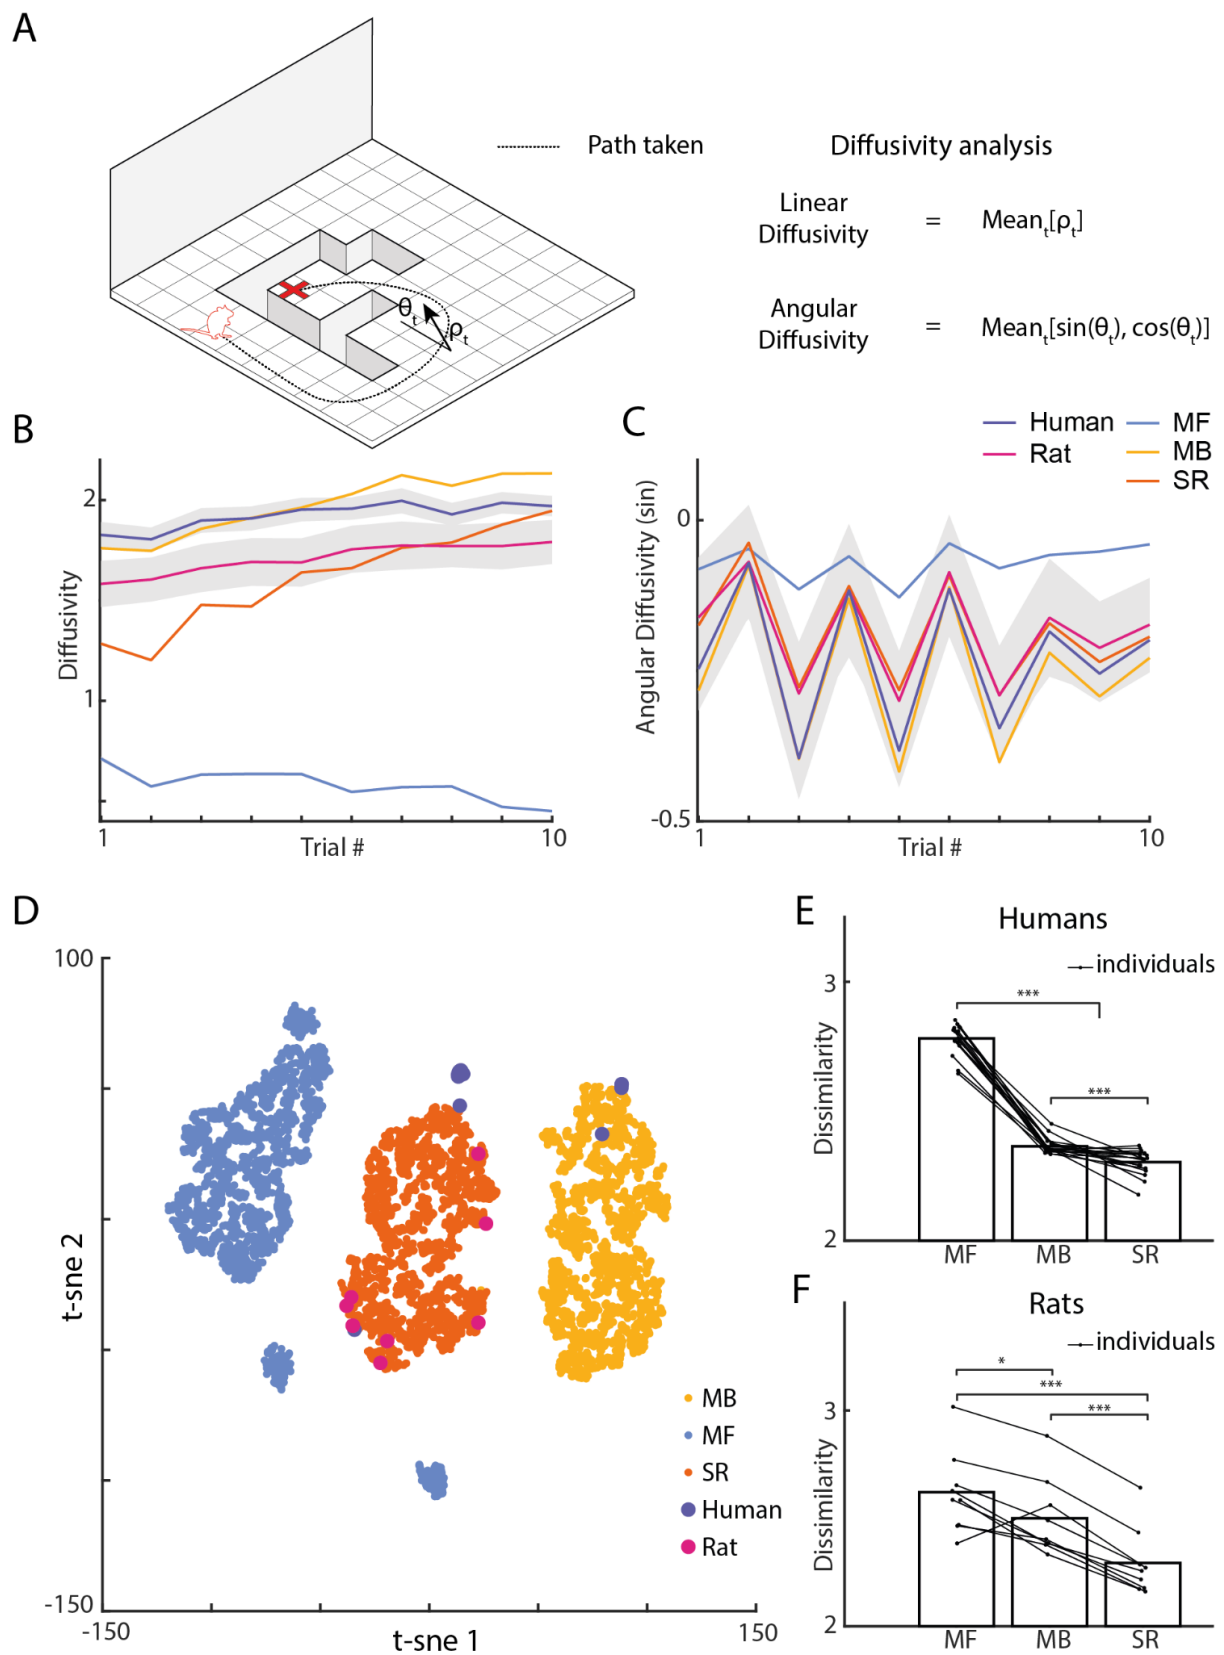 A
Path taken
Diffusivity analysis
Linear
Diffusivity
=
Mean_t[ρ_t]
Angular
Diffusivity
=
Mean_t[sin(θ_t), cos(θ_t)]
θ_t
ρ_t
B
Diffusivity
2
1
1
10
Trial #
C
Human
Rat
MF
MB
SR
Angular Diffusivity (sin)
0
-0.5
1
10
Trial #
D
100
t-sne 2
-150
-150
150
t-sne 1
MB
MF
SR
Human
Rat
E
Humans
individuals
3
Dissimilarity
2
***
***
MF
MB
SR
F
Rats
individuals
3
Dissimilarity
2
*
***
***
MF
MB
SR